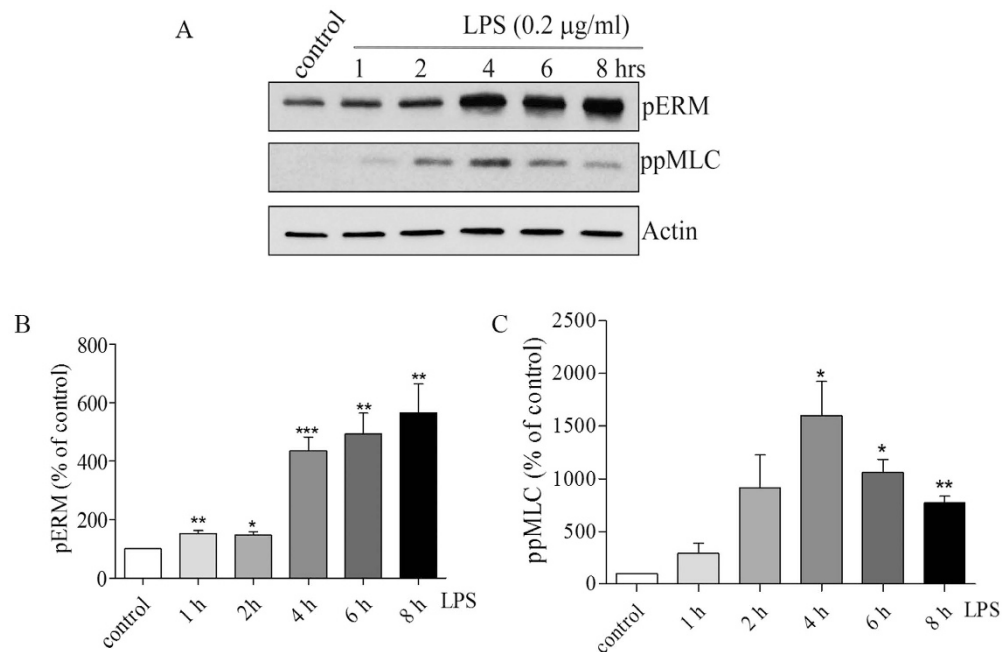 A
control
LPS (0.2 µg/ml)
1 2 4 6 8 hrs
pERM
ppMLC
Actin
B
pERM (% of control)
800
600
400
200
0
** * *** ** **
control 1 h 2h 4 h 6 h 8 h LPS
C
ppMLC (% of control)
2500
2000
1500
1000
500
0
* * **
control 1 h 2 h 4 h 6 h 8 h LPS